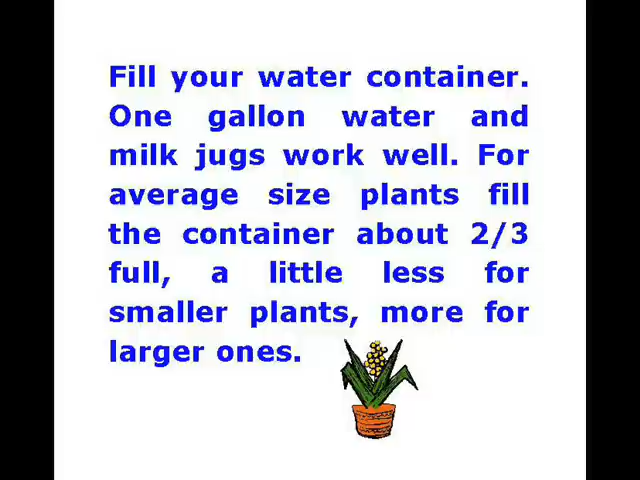 Fill your water container.
One gallon water and
milk jugs work well. For
average size plants fill
the container about 2/3
full, a little less for
smaller plants, more for
larger ones.